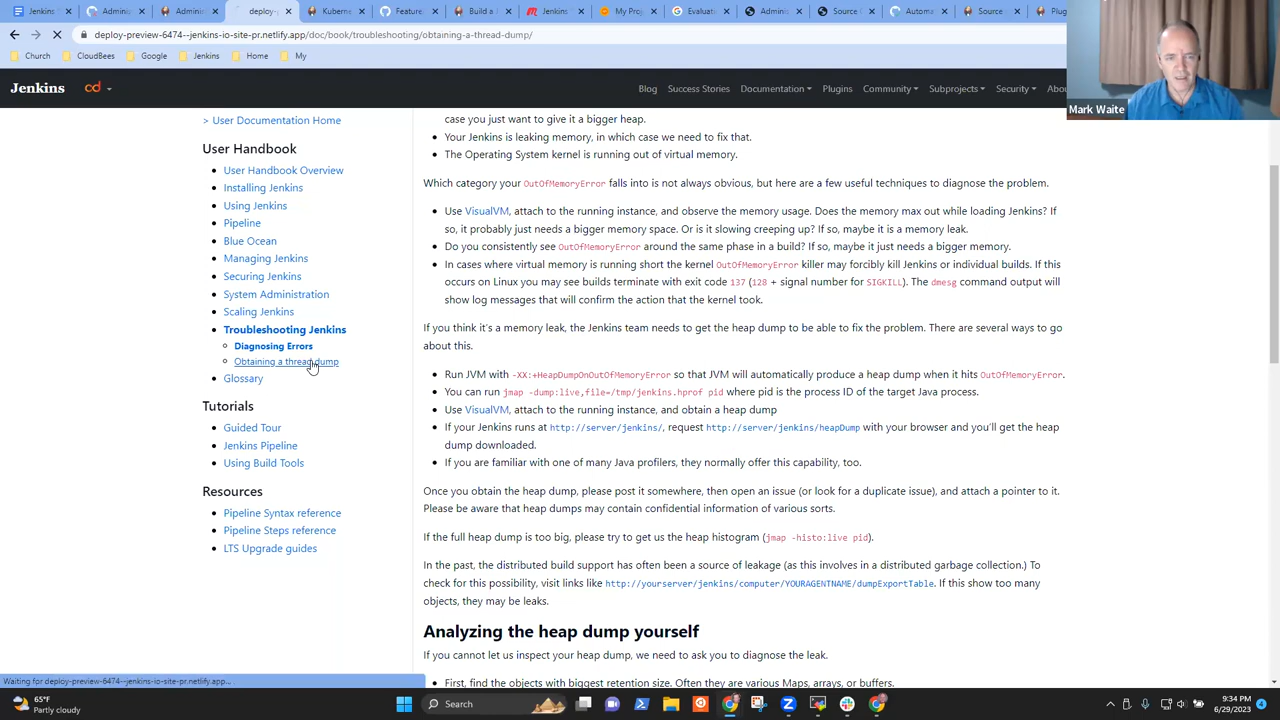 Jenkins in
Admini
Admini
deploy-
Kuberne
Feature
Build a
Jenkins
My Proj
Evaluati
Adminis
Source C
Automa
Source
Plug
deploy-preview-6474--jenkins-io-site-pr.netlify.app/doc/book/troubleshooting/obtaining-a-thread-dump/
Church CloudBees Google Jenkins Home My
Jenkins cd Blog Success Stories Documentation Plugins Community Subprojects Security Abou
Mark Waite
> User Documentation Home
User Handbook
User Handbook Overview
Installing Jenkins
Using Jenkins
Pipeline
Blue Ocean
Managing Jenkins
Securing Jenkins
System Administration
Scaling Jenkins
Troubleshooting Jenkins
Diagnosing Errors
Obtaining a thread dump
Glossary
Tutorials
Guided Tour
Jenkins Pipeline
Using Build Tools
Resources
Pipeline Syntax reference
Pipeline Steps reference
LTS Upgrade guides
case you just want to give it a bigger heap.
Your Jenkins is leaking memory, in which case we need to fix that.
The Operating System kernel is running out of virtual memory.
Which category your OutOfMemoryError falls into is not always obvious, but here are a few useful techniques to diagnose the problem.
Use VisualVM, attach to the running instance, and observe the memory usage. Does the memory max out while loading Jenkins? If
so, it probably just needs a bigger memory space. Or is it slowing creeping up? If so, maybe it is a memory leak.
Do you consistently see OutOfMemoryError around the same phase in a build? If so, maybe it just needs a bigger memory.
In cases where virtual memory is running short the kernel OutOfMemoryError killer may forcibly kill Jenkins or individual builds. If this
occurs on Linux you may see builds terminate with exit code 137 (128 + signal number for SIGKILL). The dmesg command output will
show log messages that will confirm the action that the kernel took.
If you think it's a memory leak, the Jenkins team needs to get the heap dump to be able to fix the problem. There are several ways to go
about this.
Run JVM with -XX:+HeapDumpOnOutOfMemoryError so that JVM will automatically produce a heap dump when it hits OutOfMemoryError.
You can run jmap -dump:live,file=/tmp/jenkins.hprof pid where pid is the process ID of the target Java process.
Use VisualVM, attach to the running instance, and obtain a heap dump
If your Jenkins runs at http://server/jenkins/, request http://server/jenkins/heapDump with your browser and you'll get the heap
dump downloaded.
If you are familiar with one of many Java profilers, they normally offer this capability, too.
Once you obtain the heap dump, please post it somewhere, then open an issue (or look for a duplicate issue), and attach a pointer to it.
Please be aware that heap dumps may contain confidential information of various sorts.
If the full heap dump is too big, please try to get us the heap histogram (jmap -histo:live pid).
In the past, the distributed build support has often been a source of leakage (as this involves in a distributed garbage collection.) To
check for this possibility, visit links like http://yourserver/jenkins/computer/YOURAGENTNAME/dumpExportTable. If this show too many
objects, they may be leaks.
Analyzing the heap dump yourself
If you cannot let us inspect your heap dump, we need to ask you to diagnose the leak.
First, find the objects with biggest retention size. Often they are various Maps, arrays, or buffers.
Waiting for deploy-preview-6474--jenkins-io-site-pr.netlify.app...
65°F
Partly cloudy
Search
9:34 PM
6/29/2023